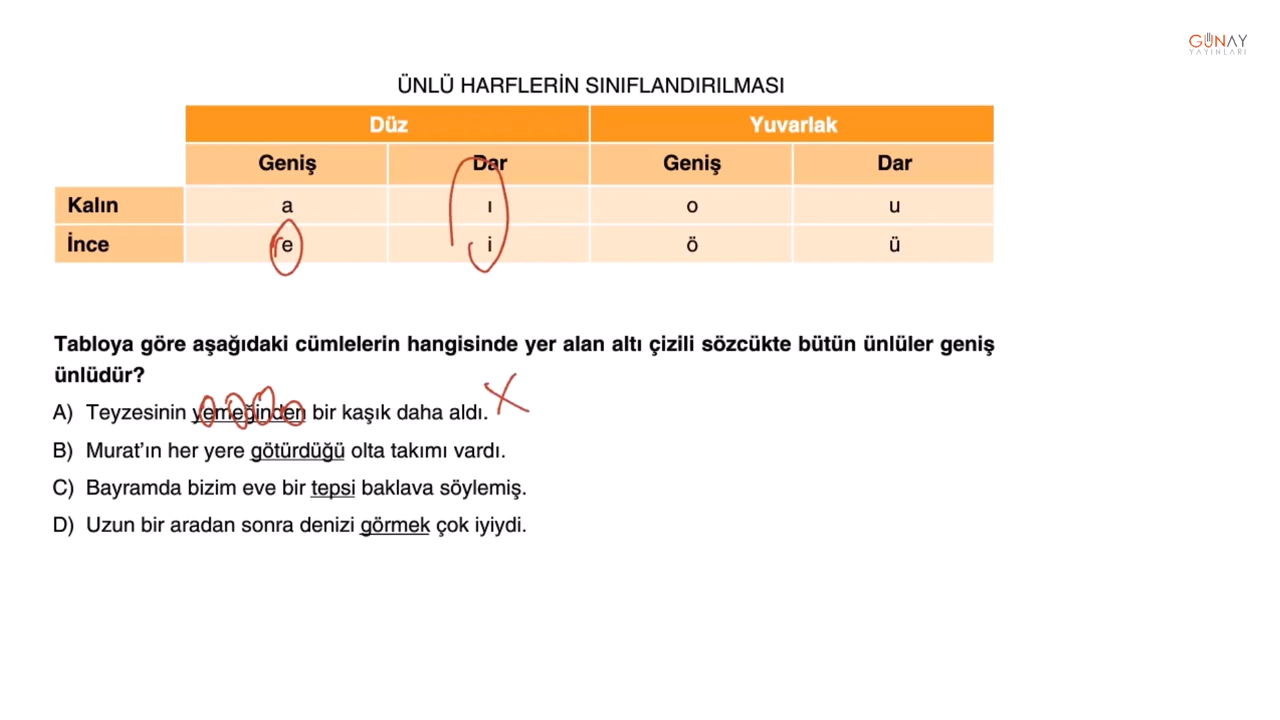 GÜNAY
YAYINLARI
ÜNLÜ HARFLERİN SINIFLANDIRILMASI
Düz Yuvarlak
Geniş Dar Geniş Dar
Kalın a ı o u
İnce e i ö ü
Tabloya göre aşağıdaki cümlelerin hangisinde yer alan altı çizili sözcükte bütün ünlüler geniş
ünlüdür?
A) Teyzesinin yemeğinden bir kaşık daha aldı.
B) Murat'ın her yere götürdüğü olta takımı vardı.
C) Bayramda bizim eve bir tepsi baklava söylemiş.
D) Uzun bir aradan sonra denizi görmek çok iyiydi.